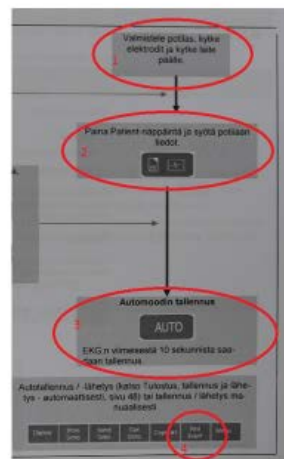 Valmistele potilas, kytke
elektrodit ja kytke laite
päälle.
1
Paina Patient-näppäintä ja syötä potilaan
tiedot.
2
Automoodin tallennus
AUTO
3
EKG:n viimeisestä 10 sekunnista saa-
daan tallennus.
Autotallennus / -lähetys (katso Tulostus, tallennus ja lähe-
tys - automaattisesti, sivu 48) tai tallennus / lähetys ma-
nuaalisesti
4